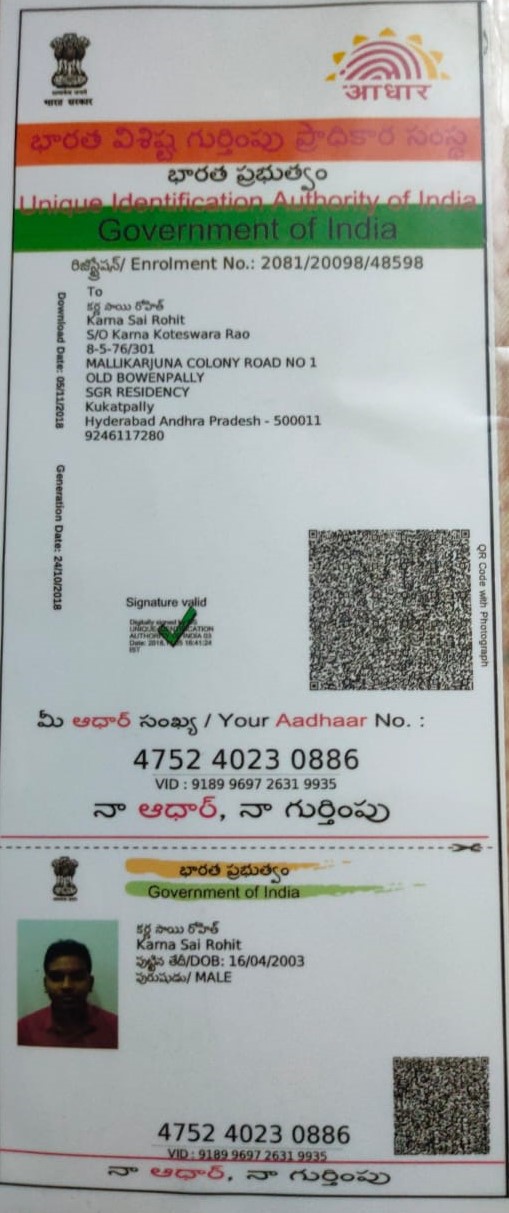 भारत सरकार
आधार
భారత విశిష్ట గుర్తింపు ప్రాధికార సంస్థ
భారత ప్రభుత్వం
Unique Identification Authority of India
Government of India
రిజిస్ట్రేషన్/ Enrolment No.: 2081/20098/48598
Download Date: 05/11/2018
Generation Date: 24/10/2018
To
కర్ణ సాయి రోహిత్
Karna Sai Rohit
S/O Karna Koteswara Rao
8-5-76/301
MALLIKARJUNA COLONY ROAD NO 1
OLD BOWENPALLY
SGR RESIDENCY
Kukatpally
Hyderabad Andhra Pradesh - 500011
9246117280
QR Code with Photograph
Signature valid
Digitally signed by
UNIQUE IDENTIFICATION
AUTHORITY OF INDIA 03
16:41:24
IST
మీ ఆధార్ సంఖ్య / Your Aadhaar No. :
4752 4023 0886
VID : 9189 9697 2631 9935
నా ఆధార్, నా గుర్తింపు
భారత ప్రభుత్వం
Government of India
కర్ణ సాయి రోహిత్
Karna Sai Rohit
పుట్టిన తేదీ/DOB: 16/04/2003
పురుషుడు/ MALE
4752 4023 0886
VID : 9189 9697 2631 9935
నా ఆధార్, నా గుర్తింపు